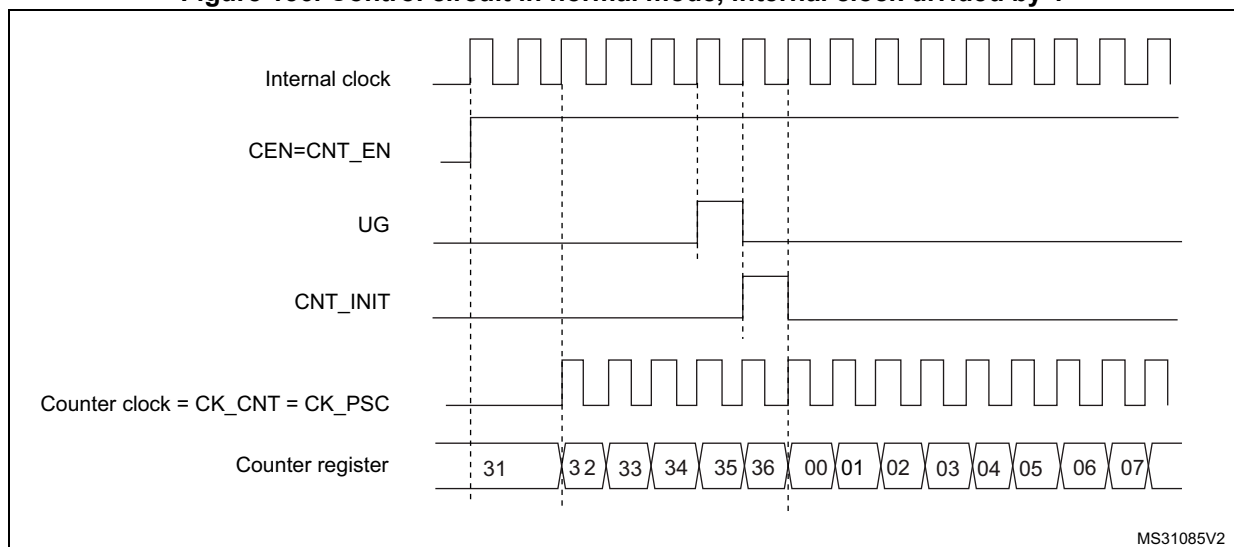 Internal clock
CEN=CNT_EN
UG
CNT_INIT
Counter clock = CK_CNT = CK_PSC
Counter register 31 32 33 34 35 36 00 01 02 03 04 05 06 07
MS31085V2